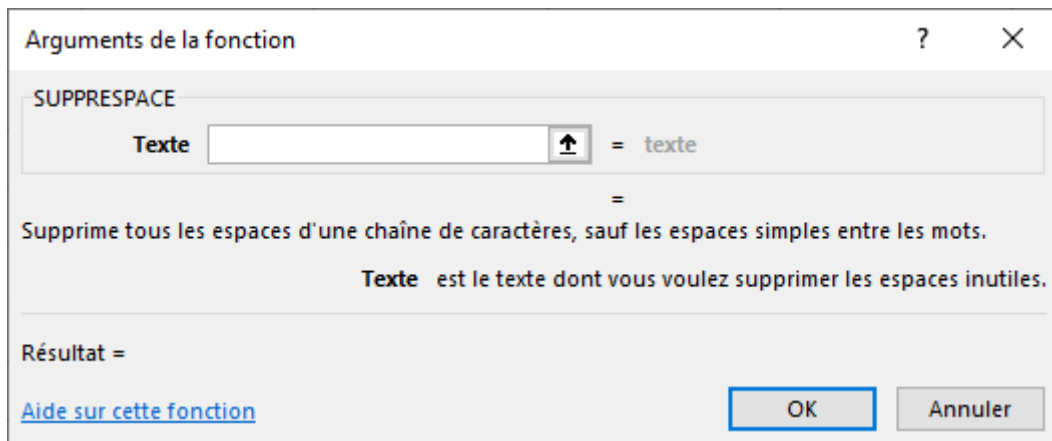 Arguments de la fonction ?
SUPPRESPACE
Texte = texte
=
Supprime tous les espaces d'une chaîne de caractères, sauf les espaces simples entre les mots.
Texte est le texte dont vous voulez supprimer les espaces inutiles.
Résultat =
Aide sur cette fonction OK Annuler